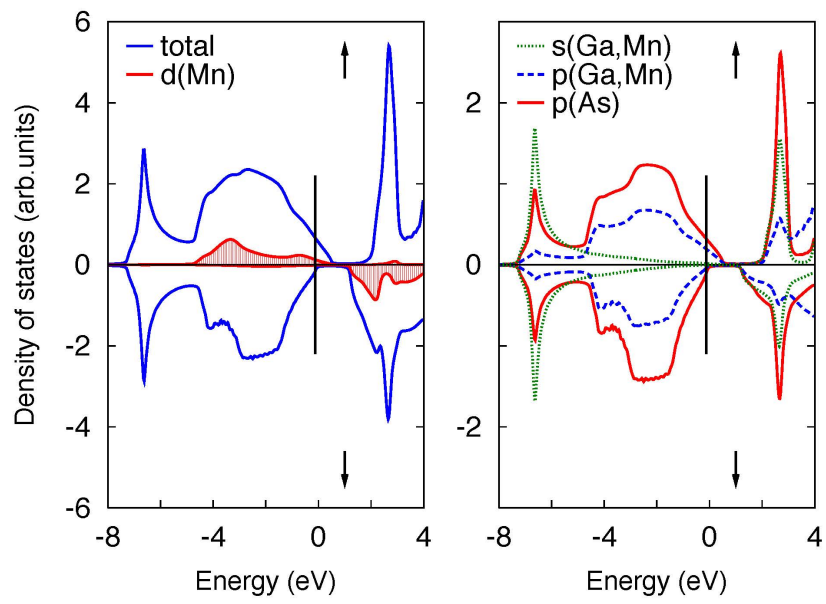 6
4
2
0
-2
-4
-6
Density of states (arb.units)
total
d(Mn)
-8
-4
0
4
Energy (eV)
2
0
-2
s(Ga,Mn)
p(Ga,Mn)
p(As)
-8
-4
0
4
Energy (eV)